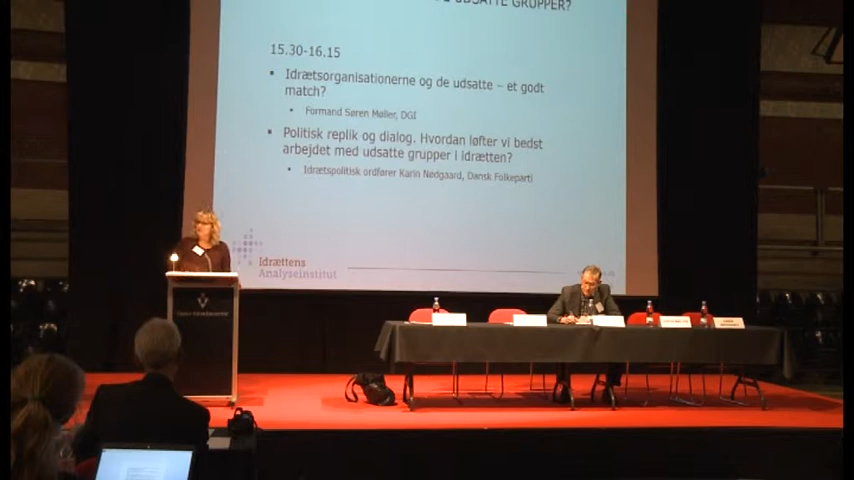 UDSATTE GRUPPER?
15.30-16.15
▪ Idrætsorganisationerne og de udsatte – et godt
match?
▪ Formand Søren Møller, DGI
▪ Politisk replik og dialog. Hvordan løfter vi bedst
arbejdet med udsatte grupper i idrætten?
▪ Idrætspolitisk ordfører Karin Nødgaard, Dansk Folkeparti
Idrættens
Analyseinstitut